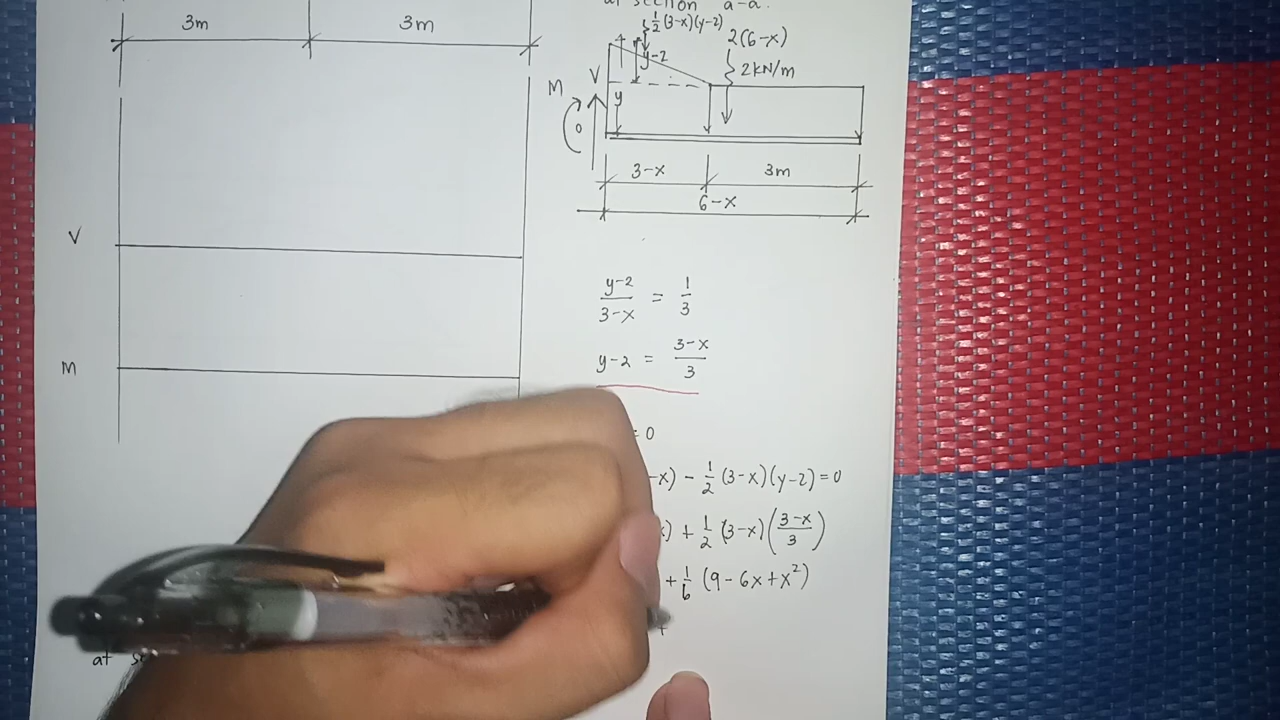 3m 3m
at section a-a.
½(3-x)(y-2)
2(6-x)
y-2
2kN/m
M V
y
0
3-x 3m
6-x
V
y-2/3-x = 1/3
y-2 = 3-x/3
M
= 0
-x) - ½ (3-x)(y-2) = 0
) + ½ (3-x)(3-x/3)
+ 1/6 (9 - 6x + x²)
+
at